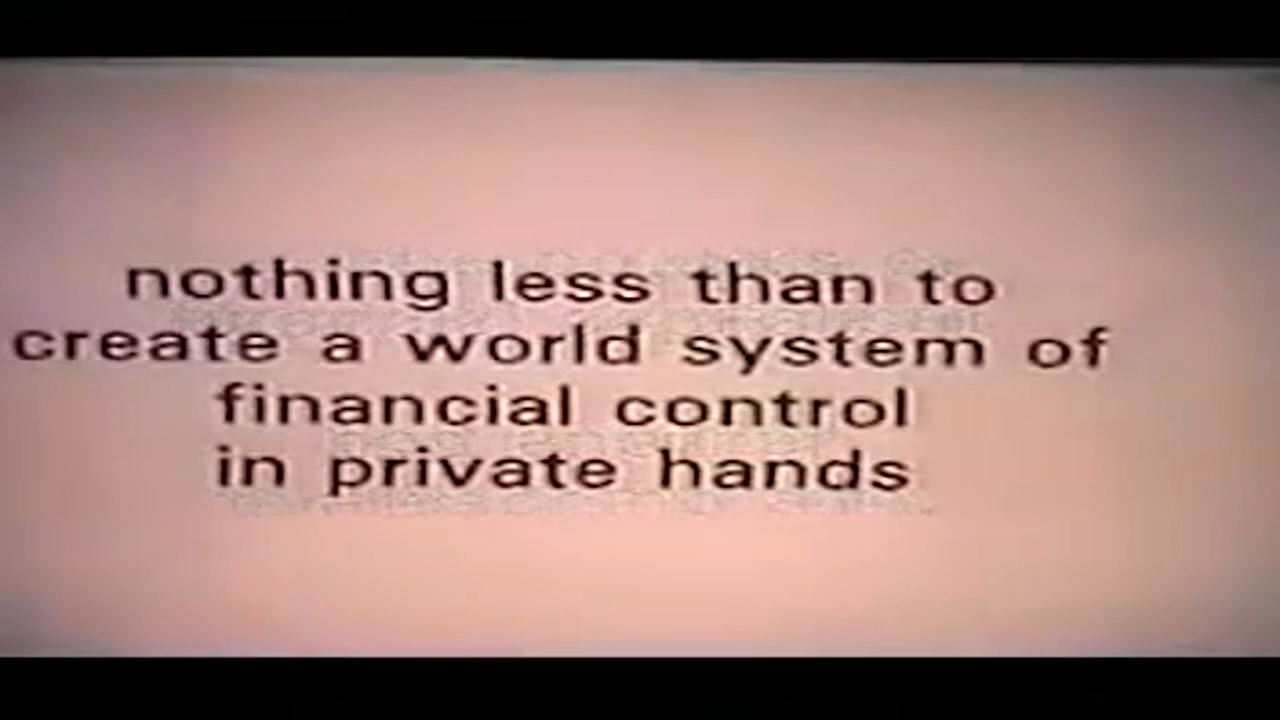 nothing less than to
create a world system of
financial control
in private hands